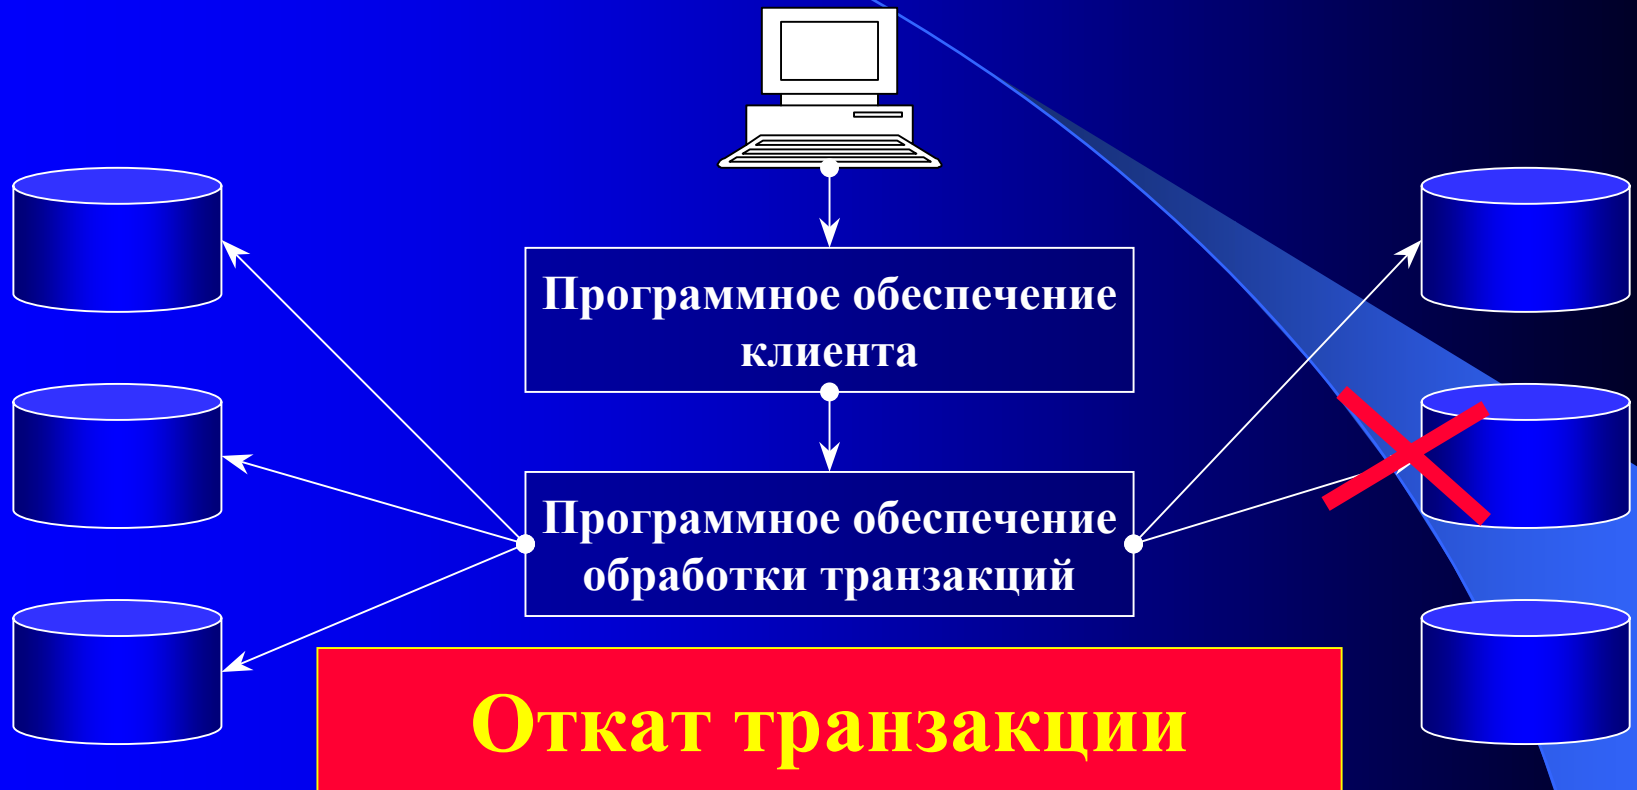 Программное обеспечение
клиента
Программное обеспечение
обработки транзакций
Откат транзакции